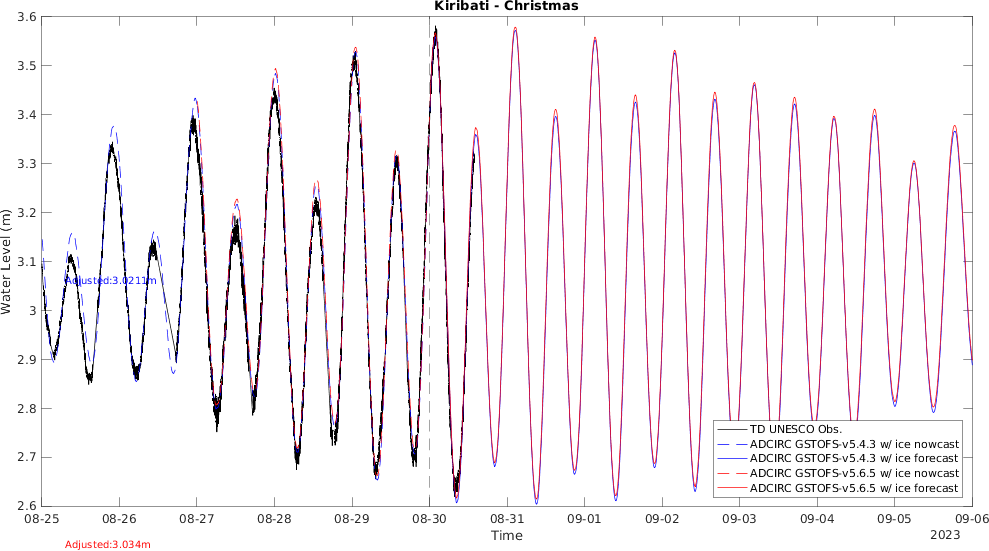 Kiribati - Christmas
3.6
3.5
3.4
3.3
3.2
3.1
3
2.9
2.8
2.7
2.6
Water Level (m)
Adjusted:3.0211m
TD UNESCO Obs.
ADCIRC GSTOFS-v5.4.3 w/ ice nowcast
ADCIRC GSTOFS-v5.4.3 w/ ice forecast
ADCIRC GSTOFS-v5.6.5 w/ ice nowcast
ADCIRC GSTOFS-v5.6.5 w/ ice forecast
08-25 08-26 08-27 08-28 08-29 08-30 08-31 09-01 09-02 09-03 09-04 09-05 09-06
Time
2023
Adjusted:3.034m